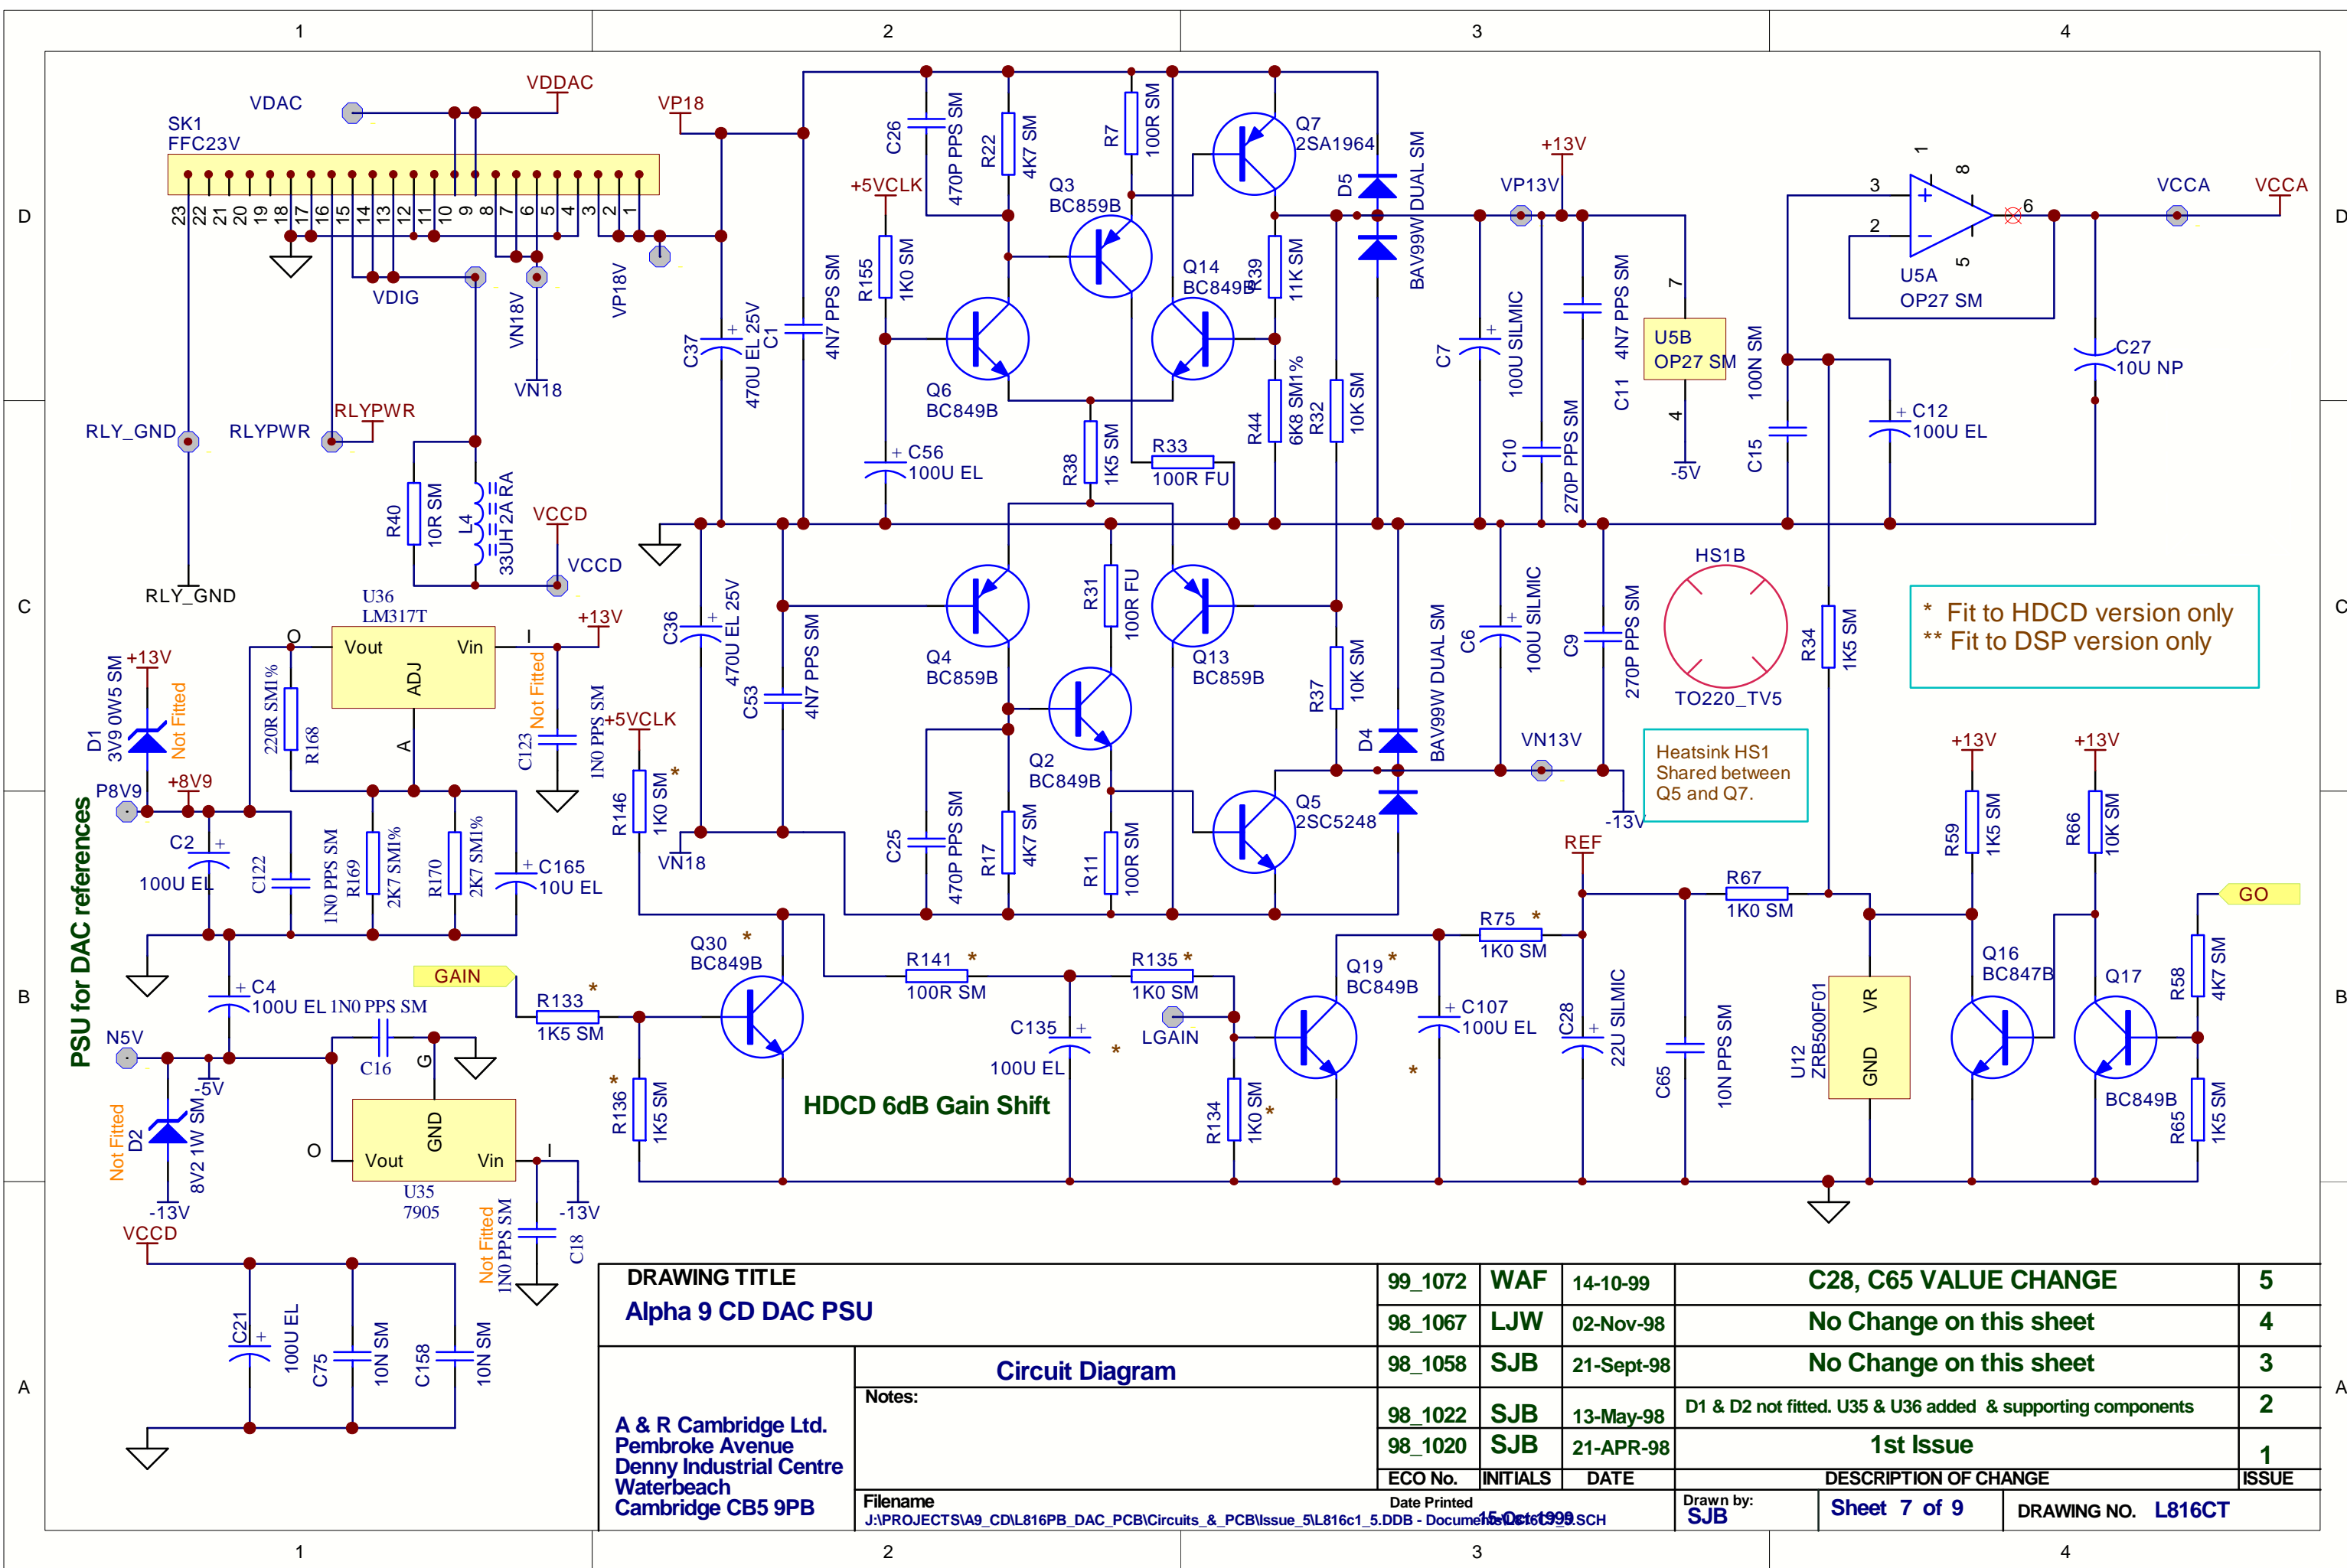 1
2
3
4
D
D
C
C
B
B
A
A
VDAC
VDDAC
SK1
FFC23V
23
22
21
20
19
18
17
16
15
14
13
12
11
10
9
8
7
6
5
4
3
2
1
VDIG
VN18V
VN18
VP18V
VP18
RLY_GND
RLYPWR
RLYPWR
RLY_GND
R40
10R SM
L4
33UH 2A RA
VCCD
VCCD
C37
470U EL 25V
C1
4N7 PPS SM
+5VCLK
R155
1K0 SM
C26
470P PPS SM
R22
4K7 SM
Q3
BC859B
R7
100R SM
Q7
2SA1964
Q6
BC849B
Q14
BC849B
R39
11K SM
C56
100U EL
R38
1K5 SM
R33
100R FU
R44
6K8 SM1%
R32
10K SM
D5
BAV99W DUAL SM
C7
100U SILMIC
C10
270P PPS SM
C11
4N7 PPS SM
+13V
VP13V
7
U5B
OP27 SM
4
-5V
1
8
3
2
6
5
U5A
OP27 SM
VCCA
VCCA
100N SM
C15
C12
100U EL
C27
10U NP
U36
LM317T
O
Vout
Vin
I
ADJ
A
+13V
+13V
D1
3V9 0W5 SM
Not Fitted
220R SM1%
R168
C123
Not Fitted
1N0 PPS SM
P8V9
+8V9
C2
100U EL
C122
1N0 PPS SM
R169
2K7 SM1%
R170
2K7 SM1%
C165
10U EL
PSU for DAC references
C4
100U EL
1N0 PPS SM
C16
N5V
-5V
Not Fitted
D2
8V2 1W SM
-13V
G
GND
O
Vout
Vin
I
U35
7905
Not Fitted
1N0 PPS SM
C18
-13V
VCCD
C21
100U EL
C75
10N SM
C158
10N SM
C36
470U EL 25V
C53
4N7 PPS SM
+5VCLK
R146
1K0 SM
*
VN18
Q4
BC859B
R31
100R FU
Q13
BC859B
Q2
BC849B
C25
470P PPS SM
R17
4K7 SM
R11
100R SM
Q5
2SC5248
R37
10K SM
D4
BAV99W DUAL SM
C6
100U SILMIC
C9
270P PPS SM
VN13V
-13V
HS1B
TO220_TV5
Heatsink HS1
Shared between
Q5 and Q7.
* Fit to HDCD version only
** Fit to DSP version only
R34
1K5 SM
GAIN
R133 *
1K5 SM
R136
1K5 SM
*
Q30 *
BC849B
R141 *
100R SM
C135
100U EL
*
R135 *
1K0 SM
LGAIN
R134
1K0 SM
*
HDCD 6dB Gain Shift
Q19 *
BC849B
R75 *
1K0 SM
C107
100U EL
*
REF
C28
22U SILMIC
C65
10N PPS SM
R67
1K0 SM
U12
ZRB500F01
VR
GND
+13V
+13V
R59
1K5 SM
R66
10K SM
Q16
BC847B
Q17
BC849B
GO
R58
4K7 SM
R65
1K5 SM
DRAWING TITLE
Alpha 9 CD DAC PSU
Circuit Diagram
Notes:
A & R Cambridge Ltd.
Pembroke Avenue
Denny Industrial Centre
Waterbeach
Cambridge CB5 9PB
99_1072 WAF 14-10-99 C28, C65 VALUE CHANGE 5
98_1067 LJW 02-Nov-98 No Change on this sheet 4
98_1058 SJB 21-Sept-98 No Change on this sheet 3
98_1022 SJB 13-May-98 D1 & D2 not fitted. U35 & U36 added & supporting components 2
98_1020 SJB 21-APR-98 1st Issue 1
ECO No. INITIALS DATE DESCRIPTION OF CHANGE ISSUE
Filename
J:\PROJECTS\A9_CD\L816PB_DAC_PCB\Circuits_&_PCB\Issue_5\L816c1_5.DDB -
Date Printed
15-Oct-1999
Drawn by:
SJB
Sheet 7 of 9
DRAWING NO. L816CT
1
2
3
4